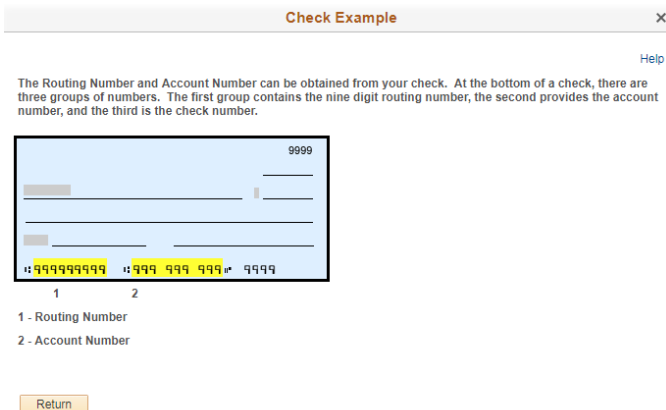 Check Example ×
Help
The Routing Number and Account Number can be obtained from your check. At the bottom of a check, there are
three groups of numbers. The first group contains the nine digit routing number, the second provides the account
number, and the third is the check number.
9999
⑆999999999 ⑆999 999 999⑈ 9999
1 2
1 - Routing Number
2 - Account Number
Return